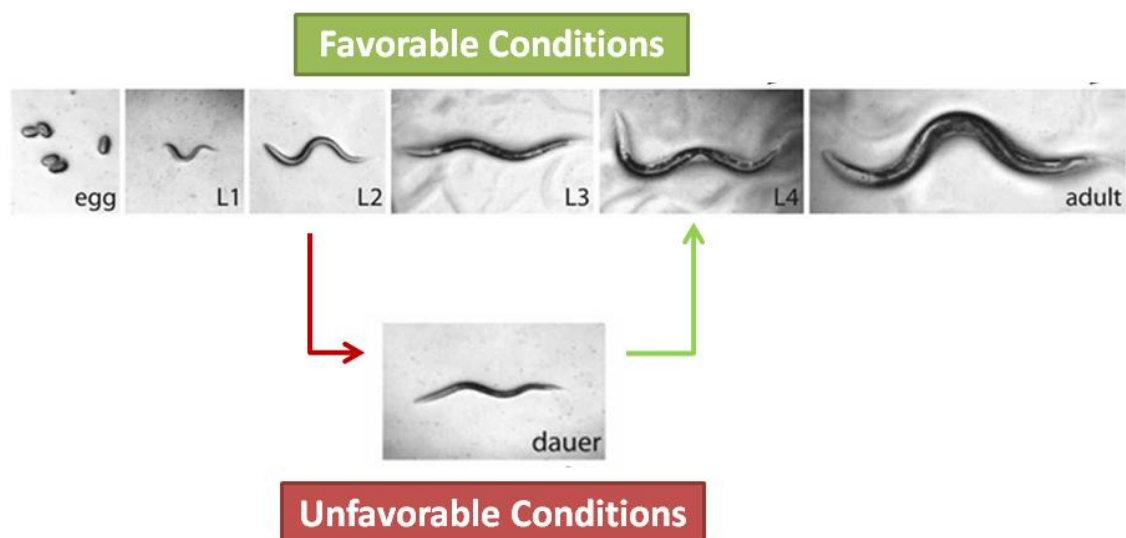 Favorable Conditions
egg
L1
L2
L3
L4
adult
dauer
Unfavorable Conditions